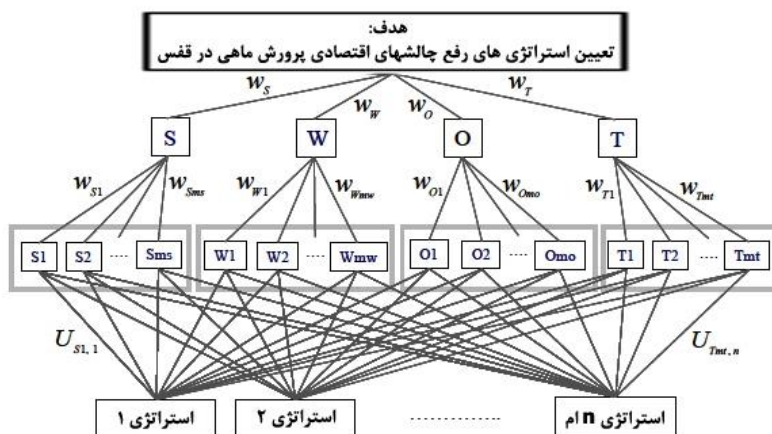 هدف:
تعیین استراتژی های رفع چالشهای اقتصادی پرورش ماهی در قفس
w_S w_W w_O w_T
S W O T
w_S1 w_Sms w_W1 w_Wmw w_O1 w_Omo w_T1 w_Tmt
S1 S2 .... Sms W1 W2 .... Wmw O1 O2 .... Omo T1 T2 .... Tmt
U_S1, 1 U_Tmt, n
استراتژی ۱ استراتژی ۲ ................ استراتژی n ام